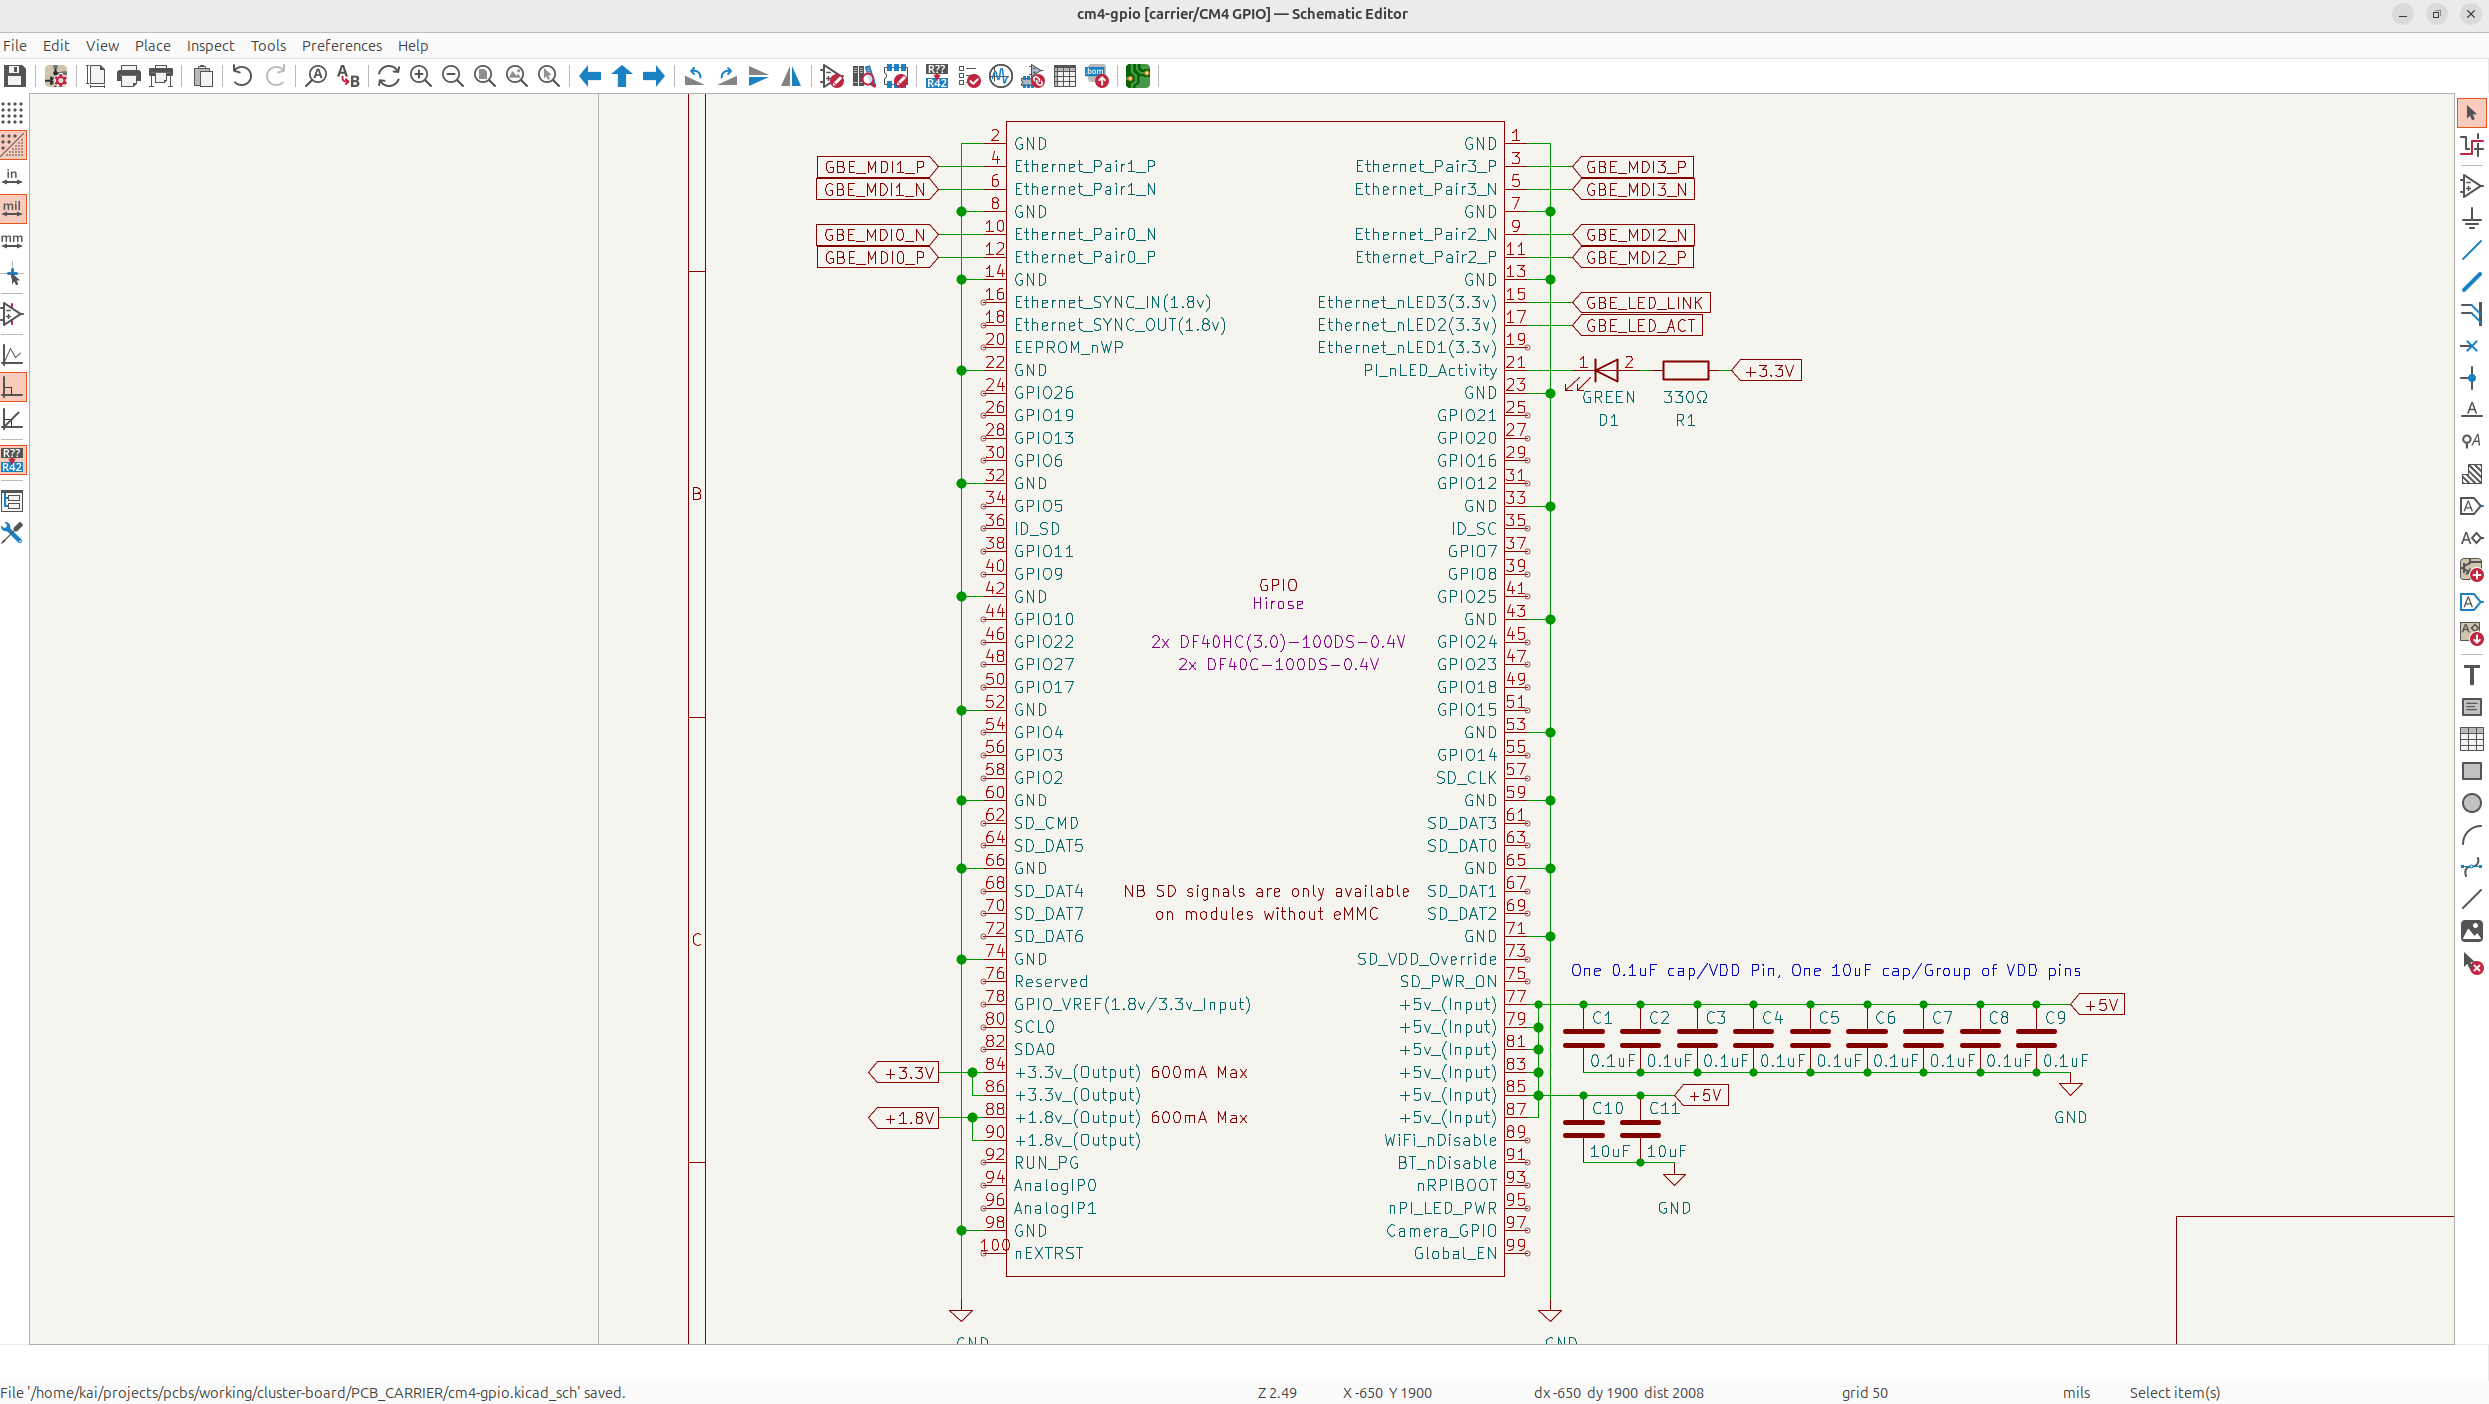 cm4-gpio [carrier/CM4 GPIO] — Schematic Editor
File Edit View Place Inspect Tools Preferences Help
in
mil
mm
R??
R42
B
C
2 GND
4 Ethernet_Pair1_P
6 Ethernet_Pair1_N
8 GND
10 Ethernet_Pair0_N
12 Ethernet_Pair0_P
14 GND
16 Ethernet_SYNC_IN(1.8v)
18 Ethernet_SYNC_OUT(1.8v)
20 EEPROM_nWP
22 GND
24 GPIO26
26 GPIO19
28 GPIO13
30 GPIO6
32 GND
34 GPIO5
36 ID_SD
38 GPIO11
40 GPIO9
42 GND
44 GPIO10
46 GPIO22
48 GPIO27
50 GPIO17
52 GND
54 GPIO4
56 GPIO3
58 GPIO2
60 GND
62 SD_CMD
64 SD_DAT5
66 GND
68 SD_DAT4
70 SD_DAT7
72 SD_DAT6
74 GND
76 Reserved
78 GPIO_VREF(1.8v/3.3v_Input)
80 SCL0
82 SDA0
84 +3.3v_(Output) 600mA Max
86 +3.3v_(Output)
88 +1.8v_(Output) 600mA Max
90 +1.8v_(Output)
92 RUN_PG
94 AnalogIP0
96 AnalogIP1
98 GND
100 nEXTRST
GBE_MDI1_P
GBE_MDI1_N
GBE_MDI0_N
GBE_MDI0_P
+3.3V
+1.8V
GND
GPIO
Hirose
2x DF40HC(3.0)-100DS-0.4V
2x DF40C-100DS-0.4V
NB SD signals are only available
on modules without eMMC
GND 1
Ethernet_Pair3_P 3
Ethernet_Pair3_N 5
GND 7
Ethernet_Pair2_N 9
Ethernet_Pair2_P 11
GND 13
Ethernet_nLED3(3.3v) 15
Ethernet_nLED2(3.3v) 17
Ethernet_nLED1(3.3v) 19
PI_nLED_Activity 21
GND 23
GPIO21 25
GPIO20 27
GPIO16 29
GPIO12 31
GND 33
ID_SC 35
GPIO7 37
GPIO8 39
GPIO25 41
GND 43
GPIO24 45
GPIO23 47
GPIO18 49
GPIO15 51
GND 53
GPIO14 55
SD_CLK 57
GND 59
SD_DAT3 61
SD_DAT0 63
GND 65
SD_DAT1 67
SD_DAT2 69
GND 71
SD_VDD_Override 73
SD_PWR_ON 75
+5v_(Input) 77
+5v_(Input) 79
+5v_(Input) 81
+5v_(Input) 83
+5v_(Input) 85
+5v_(Input) 87
WiFi_nDisable 89
BT_nDisable 91
nRPIBOOT 93
nPI_LED_PWR 95
Camera_GPIO 97
Global_EN 99
GBE_MDI3_P
GBE_MDI3_N
GBE_MDI2_N
GBE_MDI2_P
GBE_LED_LINK
GBE_LED_ACT
1 2 +3.3V
GREEN 330Ω
D1 R1
One 0.1uF cap/VDD Pin, One 10uF cap/Group of VDD pins
+5V
C1 C2 C3 C4 C5 C6 C7 C8 C9
0.1uF 0.1uF 0.1uF 0.1uF 0.1uF 0.1uF 0.1uF 0.1uF 0.1uF
GND
+5V
C10 C11
10uF 10uF
GND
GND
File '/home/kai/projects/pcbs/working/cluster-board/PCB_CARRIER/cm4-gpio.kicad_sch' saved. Z 2.49 X -650 Y 1900 dx -650 dy 1900 dist 2008 grid 50 mils Select item(s)